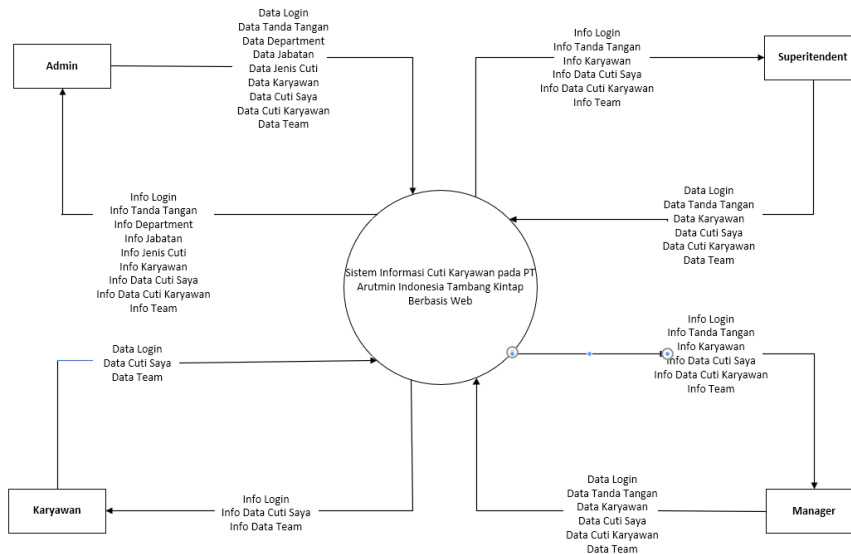 Data Login
Data Tanda Tangan
Data Department
Data Jabatan
Data Jenis Cuti
Data Karyawan
Data Cuti Saya
Data Cuti Karyawan
Data Team
Admin
Info Login
Info Tanda Tangan
Info Karyawan
Info Data Cuti Saya
Info Data Cuti Karyawan
Info Team
Superitendent
Info Login
Info Tanda Tangan
Info Department
Info Jabatan
Info Jenis Cuti
Info Karyawan
Info Data Cuti Saya
Info Data Cuti Karyawan
Info Team
Data Login
Data Tanda Tangan
Data Karyawan
Data Cuti Saya
Data Cuti Karyawan
Data Team
Sistem Informasi Cuti Karyawan pada PT
Arutmin Indonesia Tambang Kintap
Berbasis Web
Data Login
Data Cuti Saya
Data Team
Info Login
Info Tanda Tangan
Info Karyawan
Info Data Cuti Saya
Info Data Cuti Karyawan
Info Team
Karyawan
Info Login
Info Data Cuti Saya
Info Data Team
Data Login
Data Tanda Tangan
Data Karyawan
Data Cuti Saya
Data Cuti Karyawan
Data Team
Manager